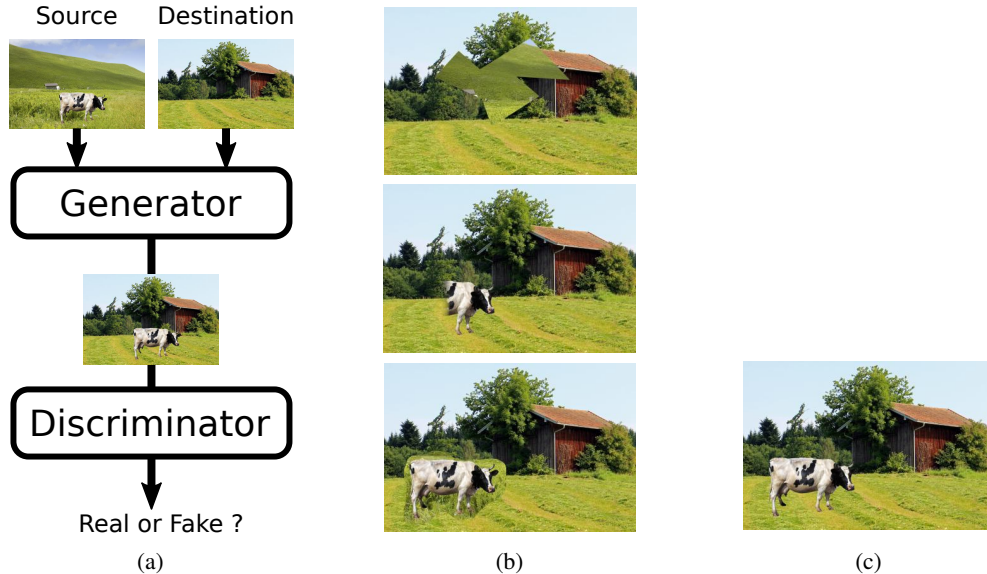 Source Destination
Generator
Discriminator
Real or Fake ?
(a) (b) (c)